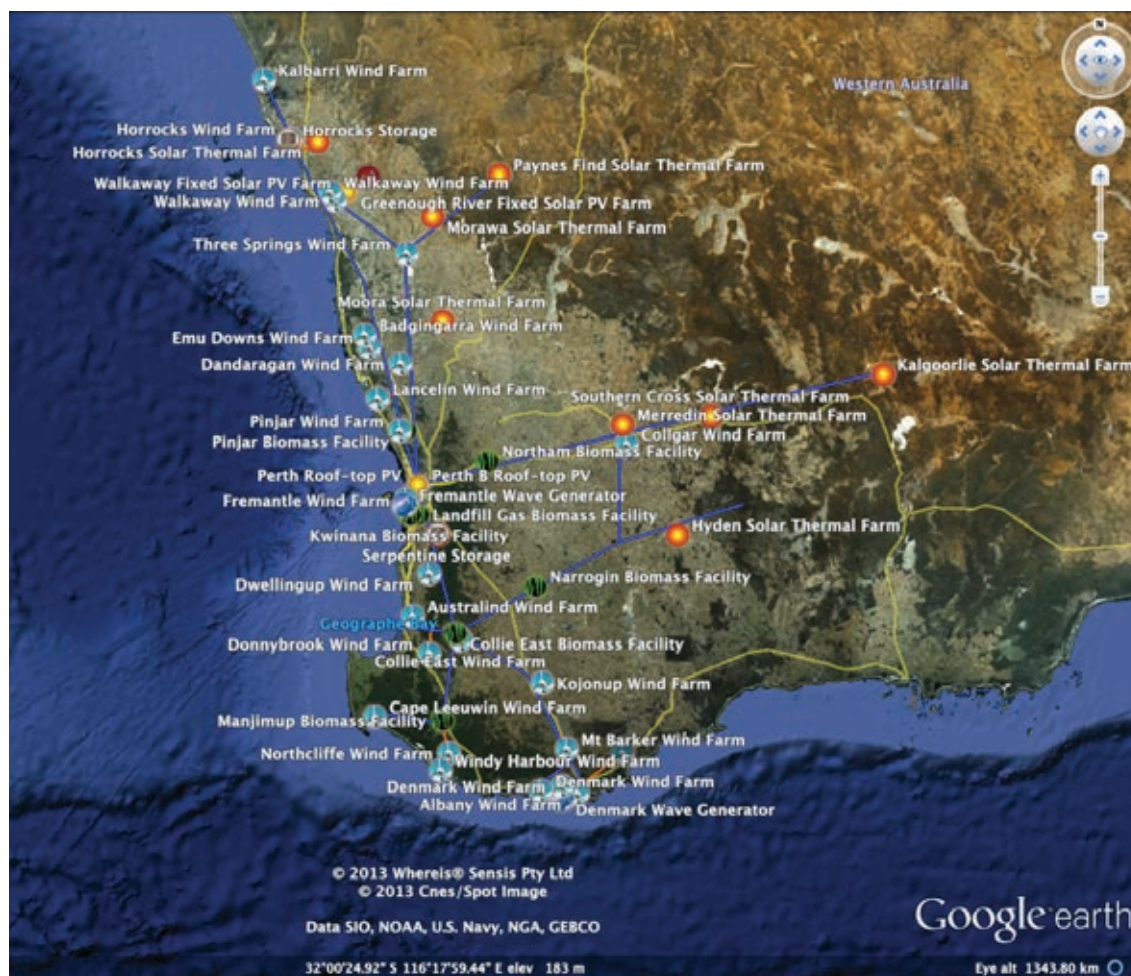 N
Kalbarri Wind Farm
Western Australia
Horrocks Wind Farm
Horrocks Storage
Horrocks Solar Thermal Farm
Paynes Find Solar Thermal Farm
Walkaway Fixed Solar PV Farm
Walkaway Wind Farm
Walkaway Wind Farm
Greenough River Fixed Solar PV Farm
Morawa Solar Thermal Farm
Three Springs Wind Farm
Moora Solar Thermal Farm
Badgingarra Wind Farm
Emu Downs Wind Farm
Dandaragan Wind Farm
Kalgoorlie Solar Thermal Farm
Lancelin Wind Farm
Southern Cross Solar Thermal Farm
Merredin Solar Thermal Farm
Pinjar Wind Farm
Collgar Wind Farm
Pinjar Biomass Facility
Northam Biomass Facility
Perth Roof-top PV
Perth B Roof-top PV
Fremantle Wind Farm
Fremantle Wave Generator
Landfill Gas Biomass Facility
Hyden Solar Thermal Farm
Kwinana Biomass Facility
Serpentine Storage
Dwellingup Wind Farm
Narrogin Biomass Facility
Australind Wind Farm
Geographe Bay
Donnybrook Wind Farm
Collie East Biomass Facility
Collie East Wind Farm
Kojonup Wind Farm
Cape Leeuwin Wind Farm
Manjimup Biomass Facility
Mt Barker Wind Farm
Northcliffe Wind Farm
Windy Harbour Wind Farm
Denmark Wind Farm
Denmark Wind Farm
Albany Wind Farm
Denmark Wave Generator
© 2013 Whereis® Sensis Pty Ltd
© 2013 Cnes/Spot Image
Data SIO, NOAA, U.S. Navy, NGA, GEBCO
Google earth
32°00'24.92" S 116°17'59.44" E elev 183 m
Eye alt 1343.80 km